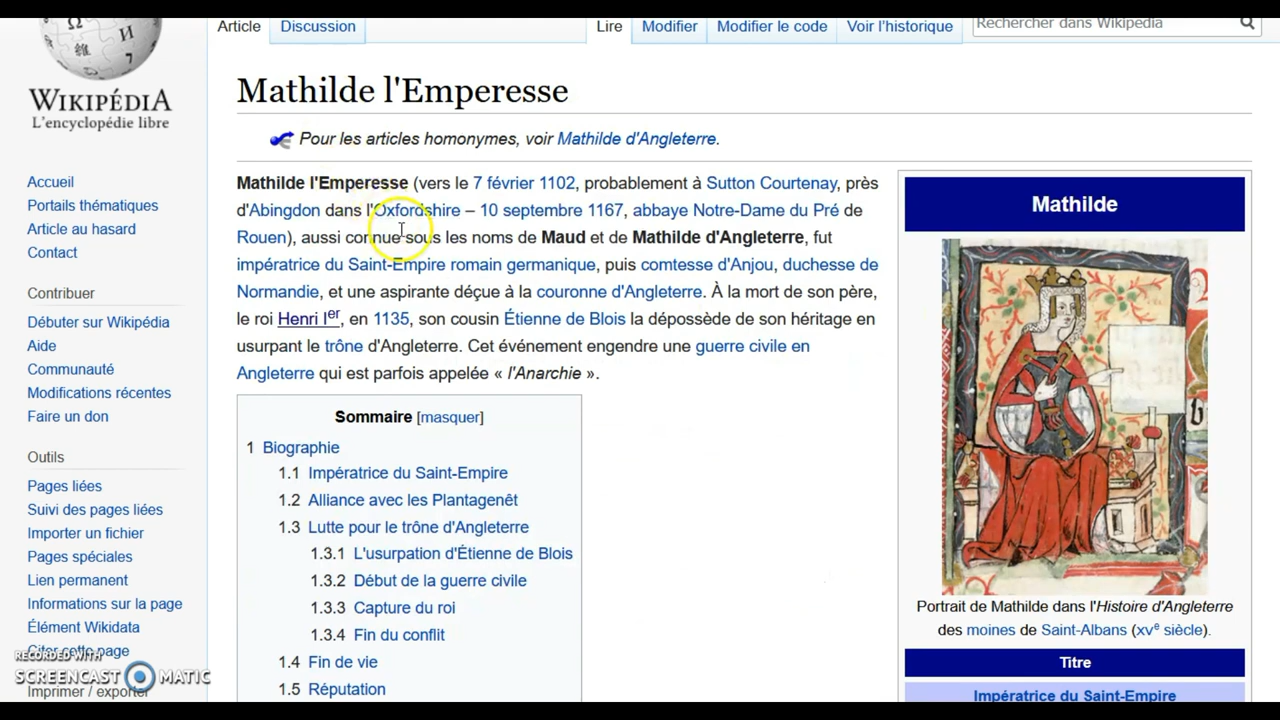 Article Discussion Lire Modifier Modifier le code Voir l'historique Rechercher dans Wikipédia
WIKIPÉDIA
L'encyclopédie libre
Accueil
Portails thématiques
Article au hasard
Contact
Contribuer
Débuter sur Wikipédia
Aide
Communauté
Modifications récentes
Faire un don
Outils
Pages liées
Suivi des pages liées
Importer un fichier
Pages spéciales
Lien permanent
Informations sur la page
Élément Wikidata
Citer cette page
Imprimer / exporter
RECORDED WITH
SCREENCAST MATIC
Mathilde l'Emperesse
Pour les articles homonymes, voir Mathilde d'Angleterre.
Mathilde l'Emperesse (vers le 7 février 1102, probablement à Sutton Courtenay, près
d'Abingdon dans l'Oxfordshire – 10 septembre 1167, abbaye Notre-Dame du Pré de
Rouen), aussi connue sous les noms de Maud et de Mathilde d'Angleterre, fut
impératrice du Saint-Empire romain germanique, puis comtesse d'Anjou, duchesse de
Normandie, et une aspirante déçue à la couronne d'Angleterre. À la mort de son père,
le roi Henri Ier, en 1135, son cousin Étienne de Blois la dépossède de son héritage en
usurpant le trône d'Angleterre. Cet événement engendre une guerre civile en
Angleterre qui est parfois appelée « l'Anarchie ».
Sommaire [masquer]
1 Biographie
1.1 Impératrice du Saint-Empire
1.2 Alliance avec les Plantagenêt
1.3 Lutte pour le trône d'Angleterre
1.3.1 L'usurpation d'Étienne de Blois
1.3.2 Début de la guerre civile
1.3.3 Capture du roi
1.3.4 Fin du conflit
1.4 Fin de vie
1.5 Réputation
Mathilde
Portrait de Mathilde dans l'Histoire d'Angleterre
des moines de Saint-Albans (xve siècle).
Titre
Impératrice du Saint-Empire